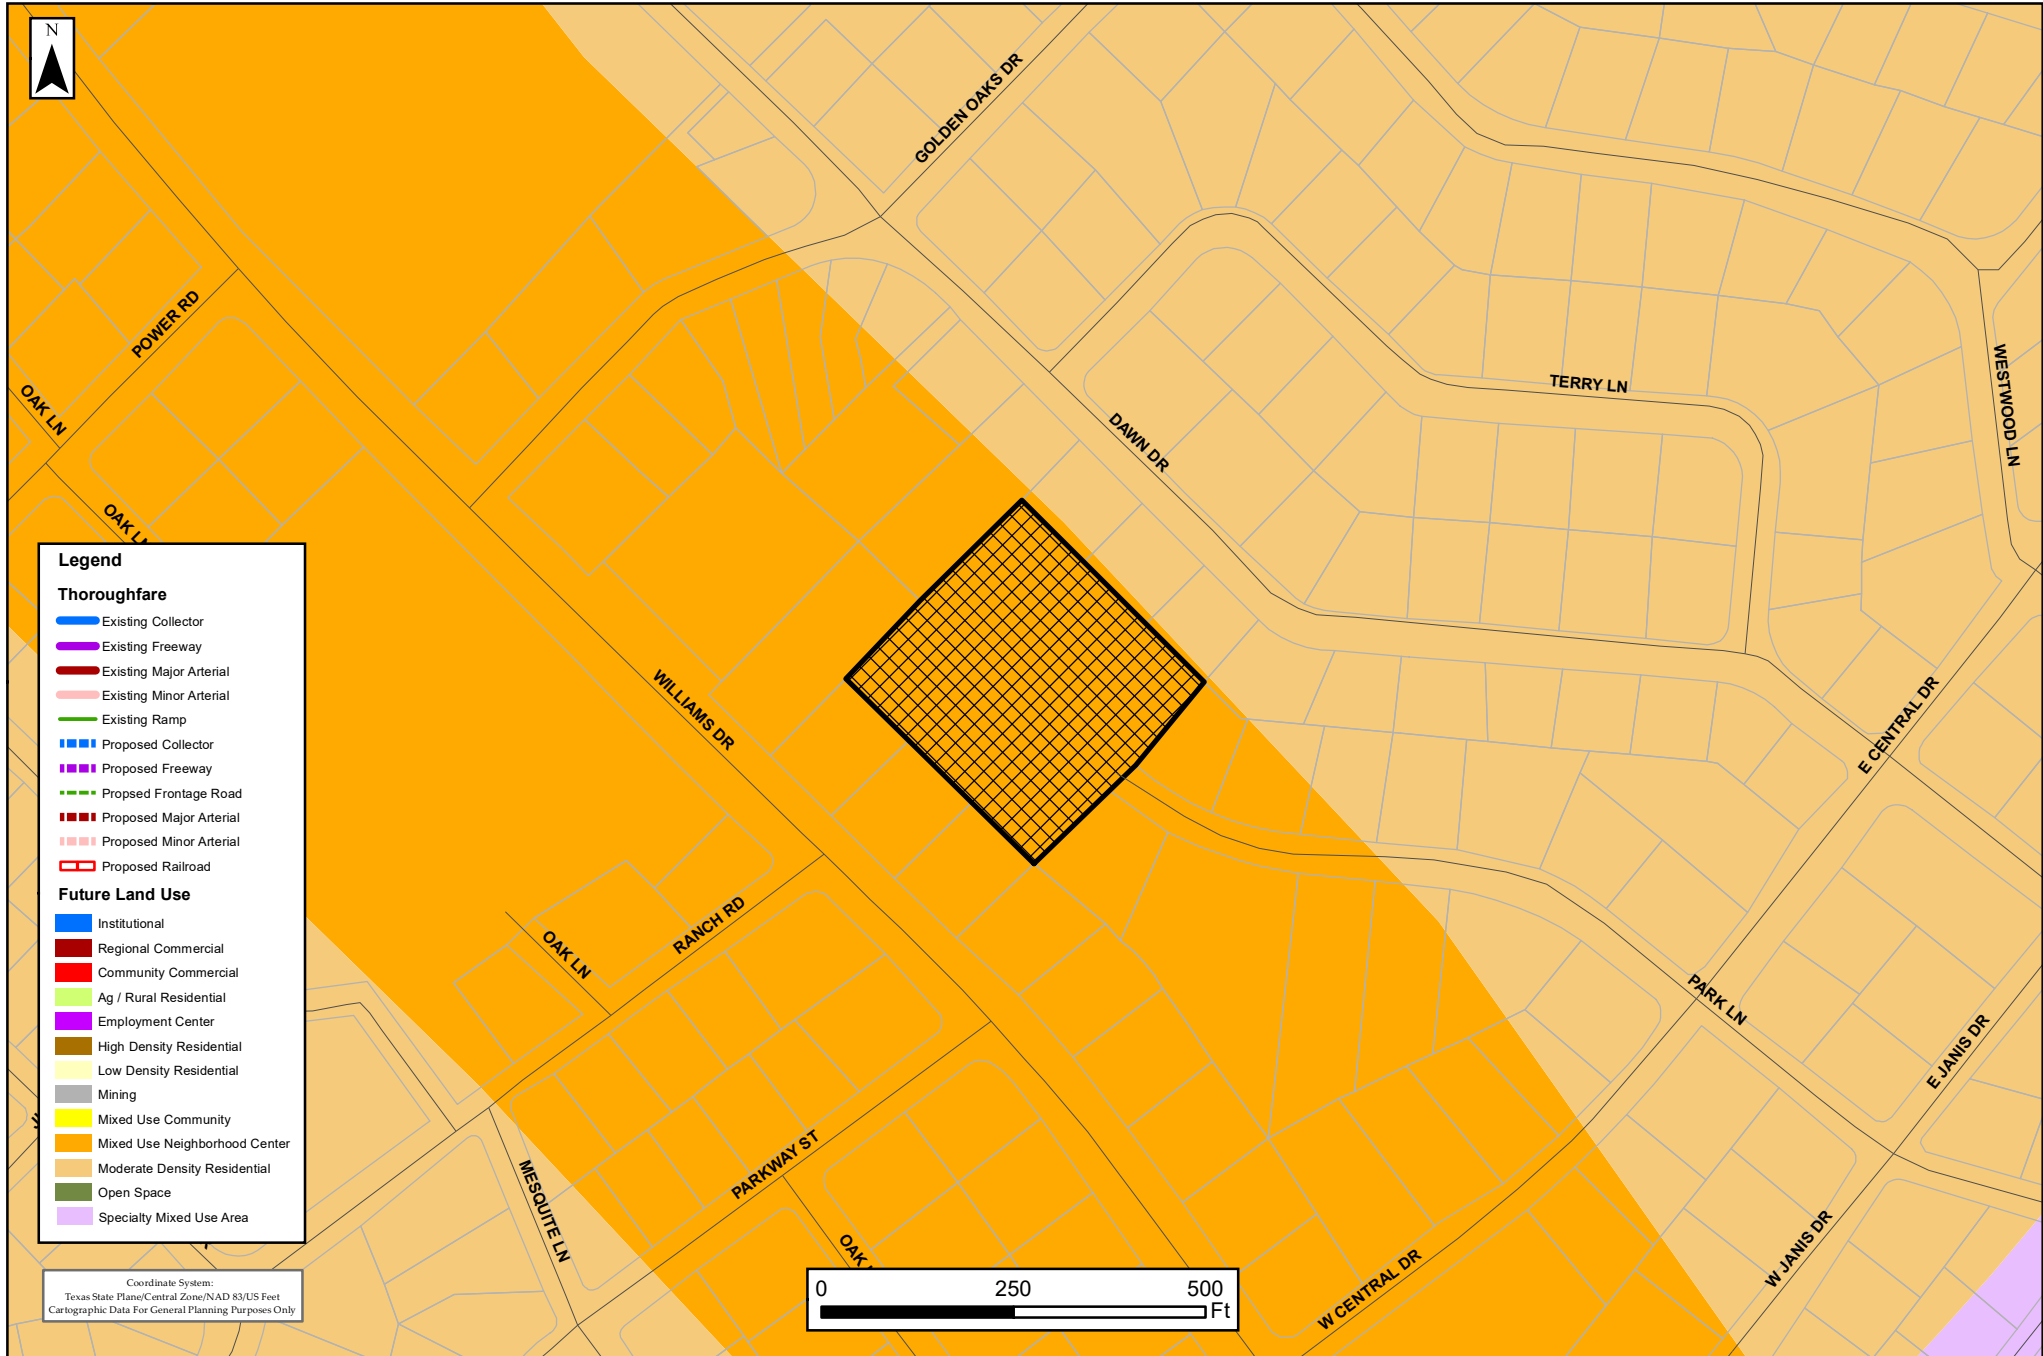 N
GOLDEN OAKS DR
POWER RD
OAK LN
OAK LN
TERRY LN
WESTWOOD LN
DAWN DR
WILLIAMS DR
E CENTRAL DR
RANCH RD
OAK LN
PARK LN
E JANIS DR
PARKWAY ST
MESQUITE LN
OAK
W CENTRAL DR
W JANIS DR
Legend
Thoroughfare
Existing Collector
Existing Freeway
Existing Major Arterial
Existing Minor Arterial
Existing Ramp
Proposed Collector
Proposed Freeway
Propsed Frontage Road
Proposed Major Arterial
Proposed Minor Arterial
Proposed Railroad
Future Land Use
Institutional
Regional Commercial
Community Commercial
Ag / Rural Residential
Employment Center
High Density Residential
Low Density Residential
Mining
Mixed Use Community
Mixed Use Neighborhood Center
Moderate Density Residential
Open Space
Specialty Mixed Use Area
Coordinate System:
Texas State Plane/Central Zone/NAD 83/US Feet
Cartographic Data For General Planning Purposes Only
0 250 500
Ft